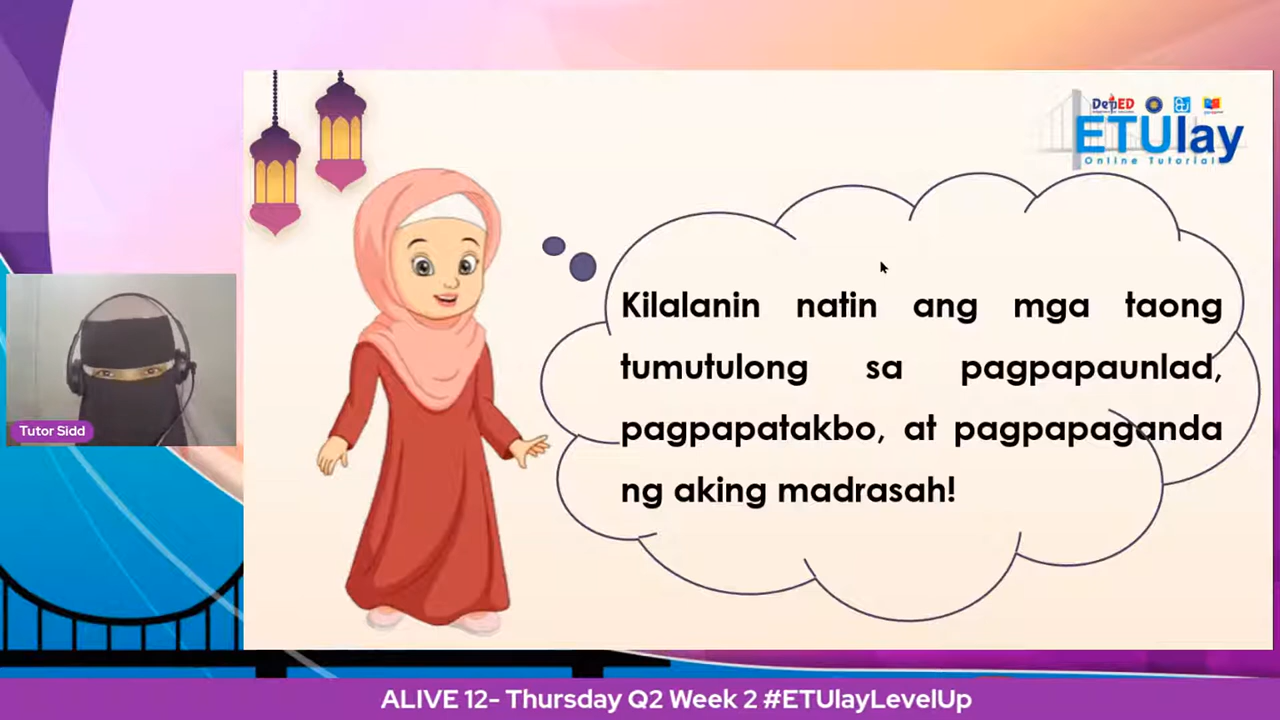 DepED
ETUlay
Online Tutorial
Kilalanin natin ang mga taong
tumutulong sa pagpapaunlad,
pagpapatakbo, at pagpapaganda
ng aking madrasah!
Tutor Sidd
ALIVE 12- Thursday Q2 Week 2 #ETUlayLevelUp